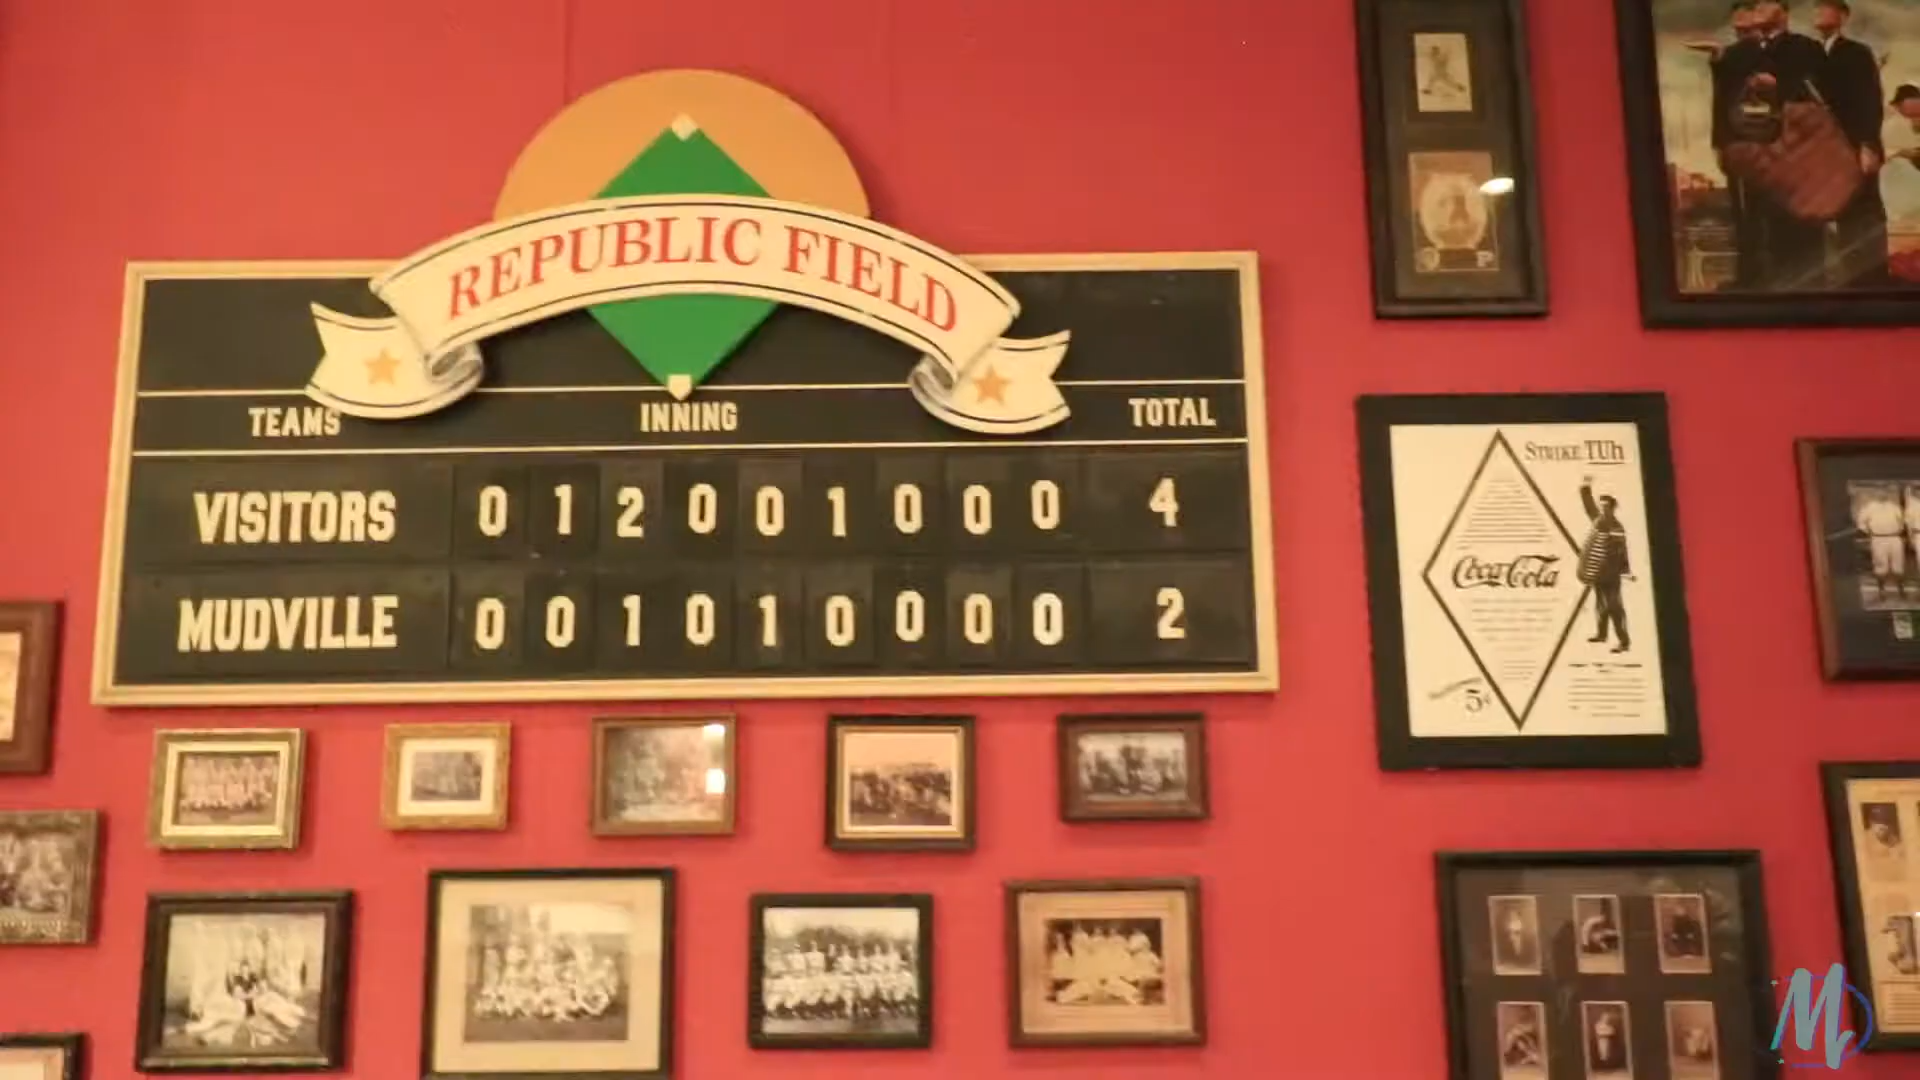 REPUBLIC FIELD
TEAMS INNING TOTAL
VISITORS 0 1 2 0 0 1 0 0 0 4
MUDVILLE 0 0 1 0 1 0 0 0 0 2
STRIKE TUh
Coca-Cola
5¢
P
M